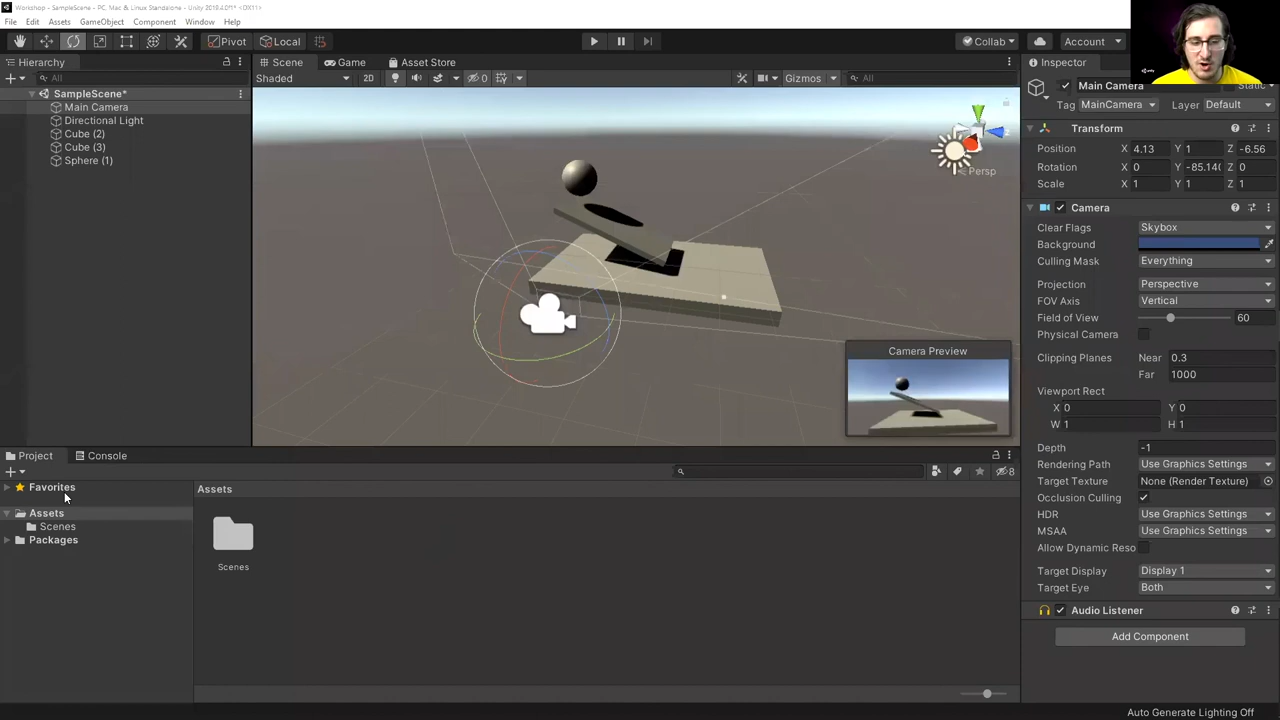 Workshop - SampleScene - PC, Mac & Linux Standalone - Unity 2019.4.0f1* <DX11>
File Edit Assets GameObject Component Window Help
Pivot Local Collab Account
Hierarchy Scene Game Asset Store Inspector
All Shaded 2D 0 Gizmos All
SampleScene*
Main Camera
Directional Light
Cube (2)
Cube (3)
Sphere (1)
Persp
Camera Preview
Main Camera Static
Tag MainCamera Layer Default
Transform
Position X 4.13 Y 1 Z -6.56
Rotation X 0 Y -85.140 Z 0
Scale X 1 Y 1 Z 1
Camera
Clear Flags Skybox
Background
Culling Mask Everything
Projection Perspective
FOV Axis Vertical
Field of View 60
Physical Camera
Clipping Planes Near 0.3
Far 1000
Viewport Rect
X 0 Y 0
W 1 H 1
Depth -1
Rendering Path Use Graphics Settings
Target Texture None (Render Texture)
Occlusion Culling
HDR Use Graphics Settings
MSAA Use Graphics Settings
Allow Dynamic Reso
Target Display Display 1
Target Eye Both
Audio Listener
Add Component
Project Console
8
Favorites
Assets
Scenes
Packages
Assets
Scenes
Auto Generate Lighting Off